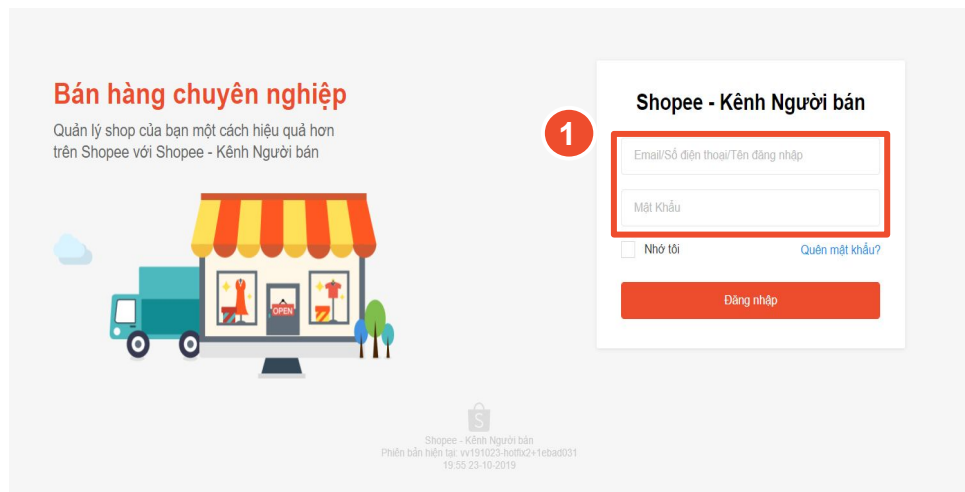 Bán hàng chuyên nghiệp
Quản lý shop của bạn một cách hiệu quả hơn
trên Shopee với Shopee - Kênh Người bán
OPEN
Shopee - Kênh Người bán
1
Email/Số điện thoại/Tên đăng nhập
Mật Khẩu
Nhớ tôi
Quên mật khẩu?
Đăng nhập
S
Shopee - Kênh Người bán
Phiên bản hiện tại: vv191023-hotfix2+1ebad031
19:55 23-10-2019